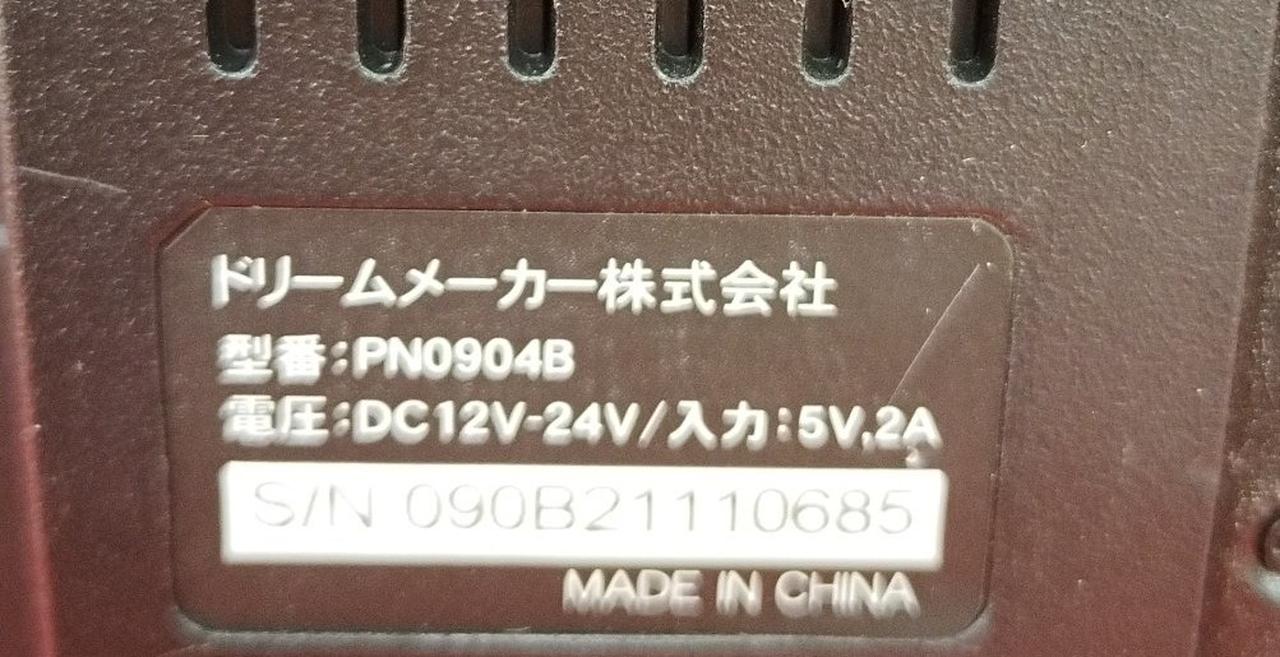 ドリームメーカー株式会社
型番:PN0904B
電圧:DC12V-24V/入力:5V,2A
S/N 090B21110685
MADE IN CHINA